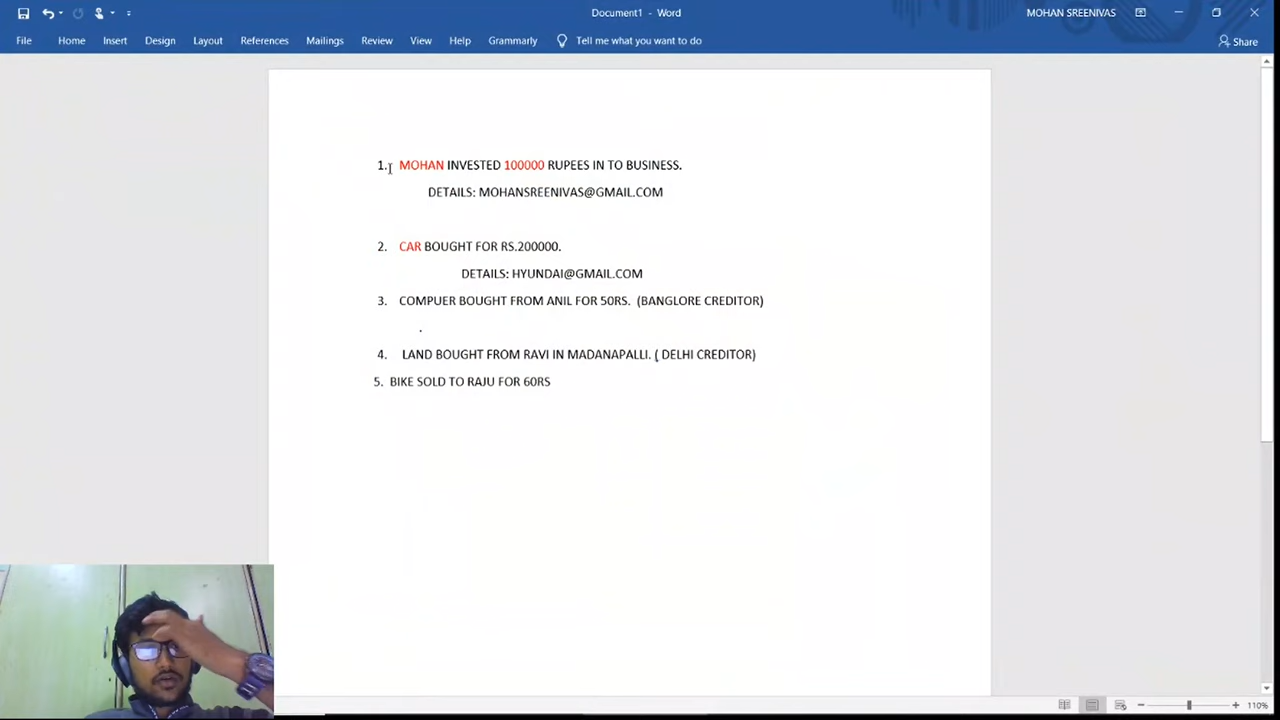 Document1 - Word
MOHAN SREENIVAS
File Home Insert Design Layout References Mailings Review View Help Grammarly Tell me what you want to do Share
1. MOHAN INVESTED 100000 RUPEES IN TO BUSINESS.
DETAILS: MOHANSREENIVAS@GMAIL.COM
2. CAR BOUGHT FOR RS.200000.
DETAILS: HYUNDAI@GMAIL.COM
3. COMPUER BOUGHT FROM ANIL FOR 50RS. (BANGLORE CREDITOR)
.
4. LAND BOUGHT FROM RAVI IN MADANAPALLI. ( DELHI CREDITOR)
5. BIKE SOLD TO RAJU FOR 60RS
110%